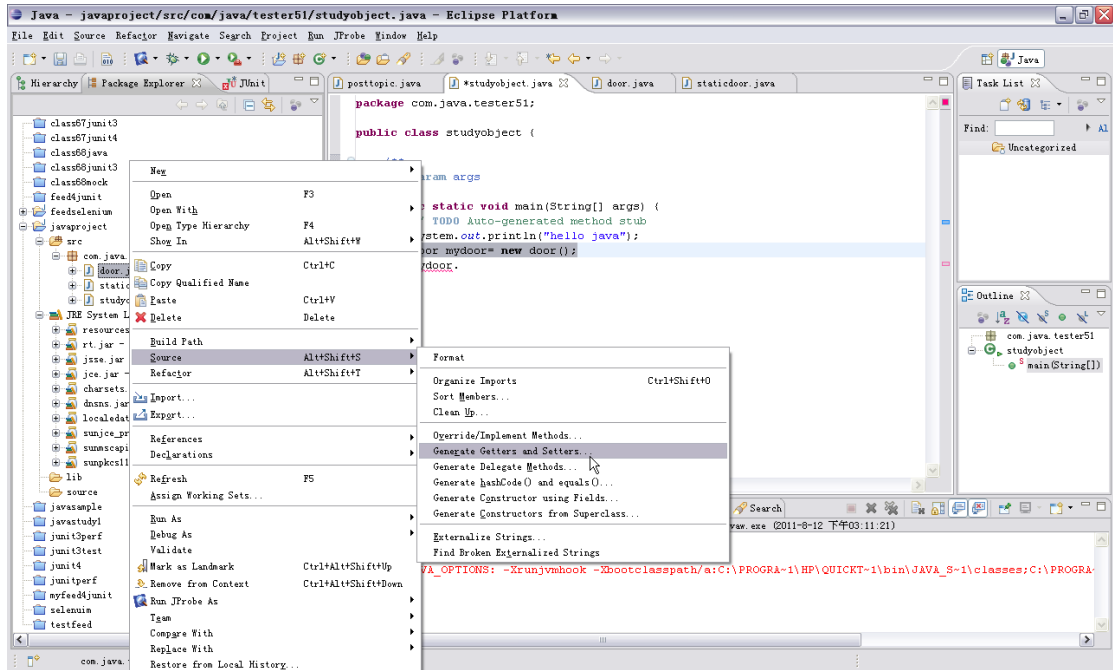 Java - javaproject/src/com/java/tester51/studyobject.java - Eclipse Platform
File Edit Source Refactor Navigate Search Project Run JProbe Window Help
Java
Hierarchy Package Explorer JUnit
class67junit3
class67junit4
class68java
class68junit3
class68mock
feed4junit
feedselenium
javaproject
src
com.java.
door.j
static
studyo
JRE System L
resources
rt.jar -
jsse.jar
jce.jar -
charsets.
dnsns.jar
localedat
sunjce_pr
sunmscapi
sunpkcs11
lib
source
javasample
javastudy1
junit3perf
junit3test
junit4
junitperf
myfeed4junit
selenuim
testfeed
com.java.
New
Open F3
Open With
Open Type Hierarchy F4
Show In Alt+Shift+W
Copy Ctrl+C
Copy Qualified Name
Paste Ctrl+V
Delete Delete
Build Path
Source Alt+Shift+S
Refactor Alt+Shift+T
Import...
Export...
References
Declarations
Refresh F5
Assign Working Sets...
Run As
Debug As
Validate
Mark as Landmark Ctrl+Alt+Shift+Up
Remove from Context Ctrl+Alt+Shift+Down
Run JProbe As
Team
Compare With
Replace With
Restore from Local History...
Format
Organize Imports Ctrl+Shift+O
Sort Members...
Clean Up...
Override/Implement Methods...
Generate Getters and Setters...
Generate Delegate Methods...
Generate hashCode() and equals()...
Generate Constructor using Fields...
Generate Constructors from Superclass...
Externalize Strings...
Find Broken Externalized Strings
posttopic.java *studyobject.java door.java staticdoor.java
package com.java.tester51;
public class studyobject {
/**
ram args
c static void main(String[] args) {
/ TODO Auto-generated method stub
ystem.out.println("hello java");
oor mydoor= new door();
ydoor.
Search
vaw.exe (2011-8-12 下午03:11:21)
VA_OPTIONS: -Xrunjvmhook -Xbootclasspath/a:C:\PROGRA~1\HP\QUICKT~1\bin\JAVA_S~1\classes;C:\PROGRA~
Task List
Find: Al
Uncategorized
Outline
com.java.tester51
studyobject
S main(String[])